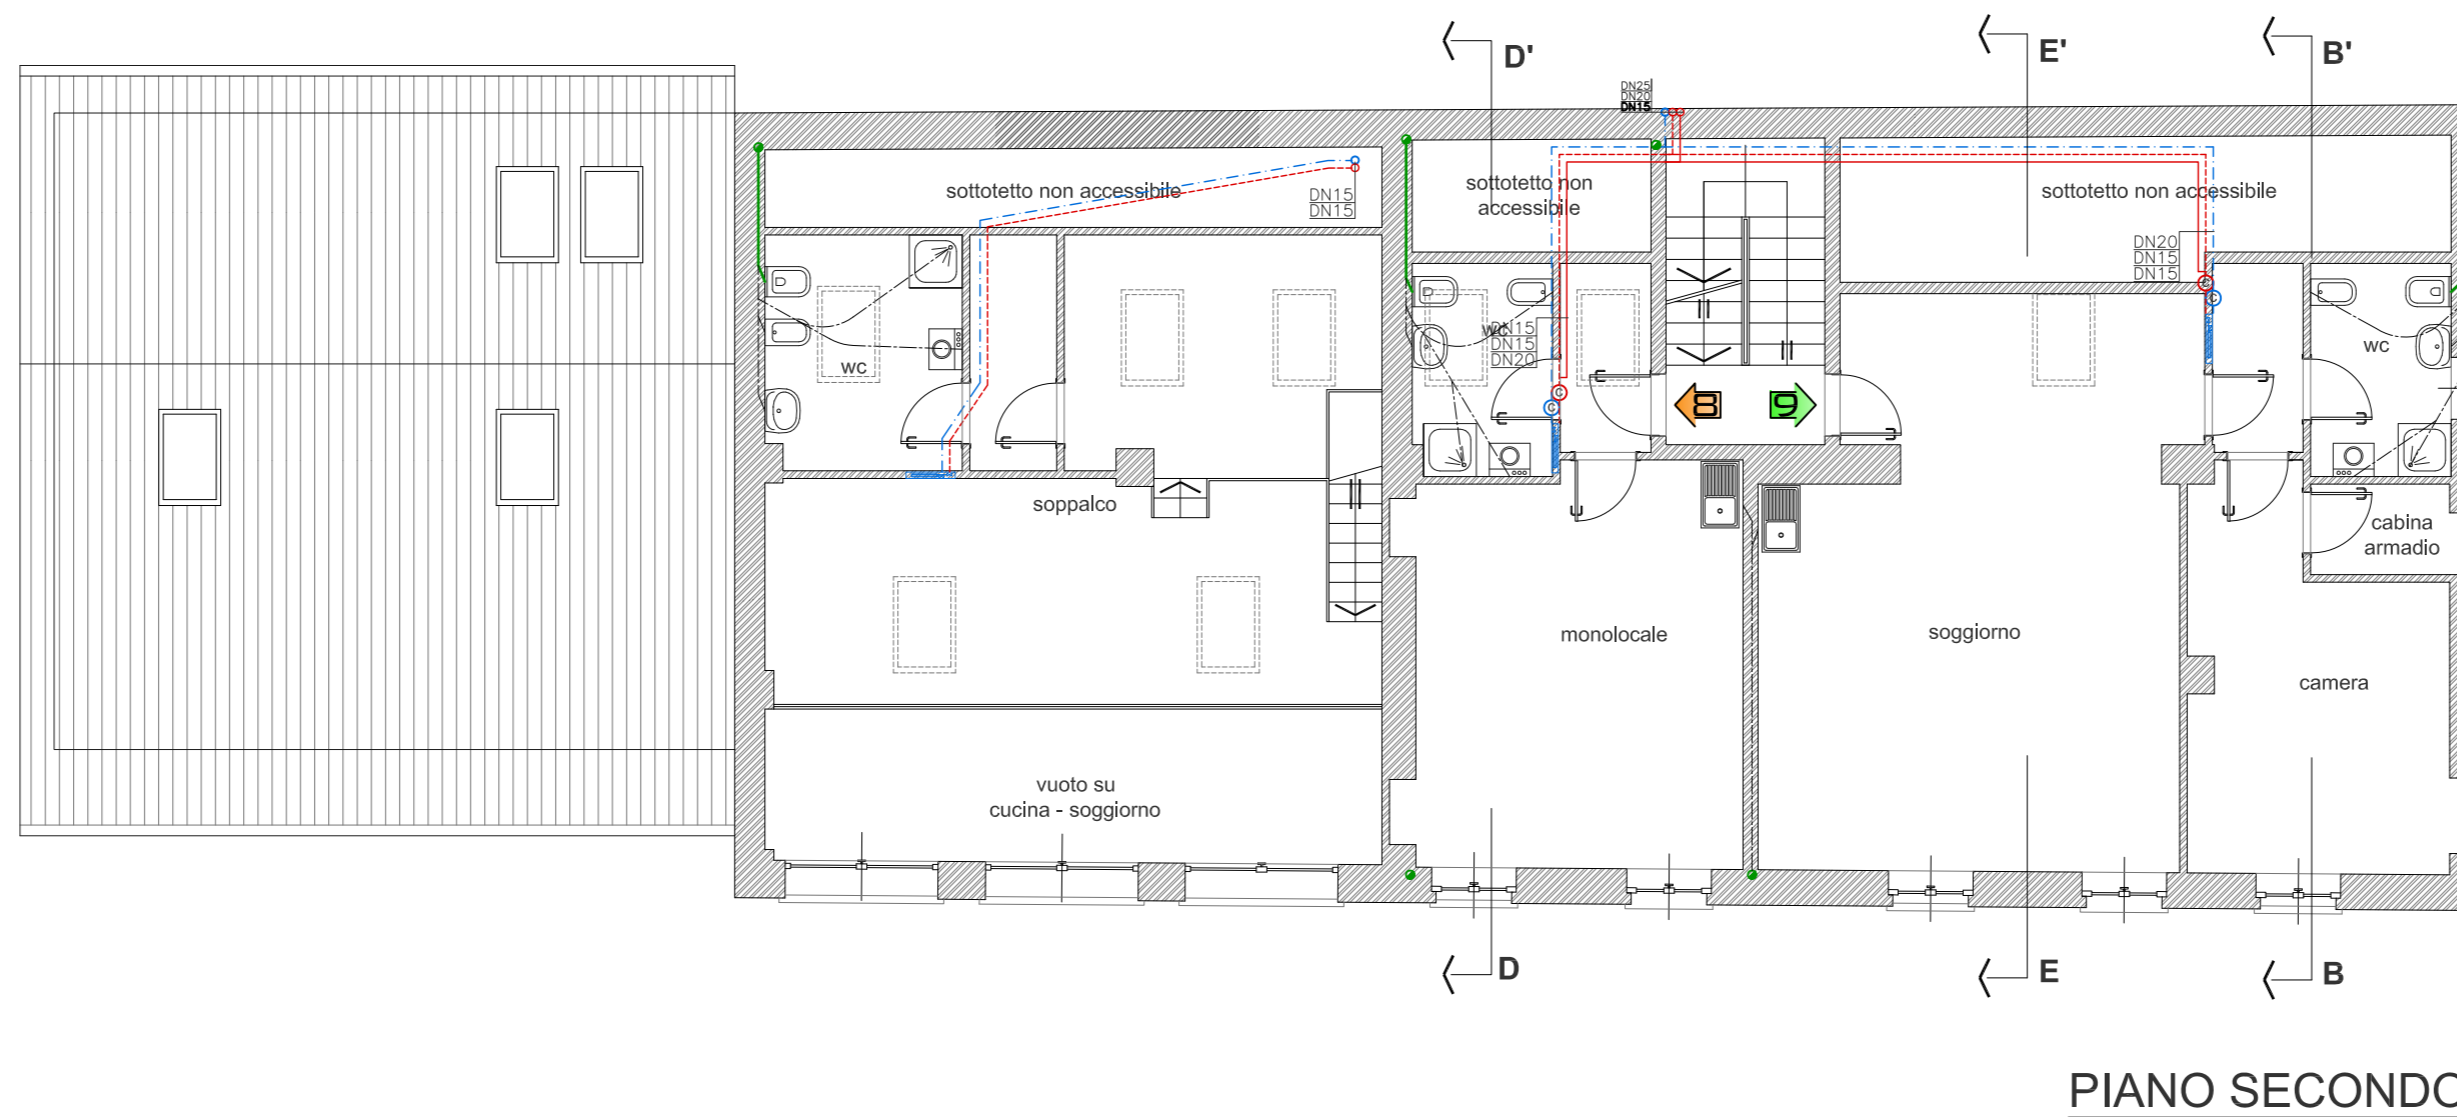 D'
E'
B'
DN25
DN20
DN15
sottotetto non accessibile
DN15
DN15
sottotetto non
accessibile
sottotetto non accessibile
DN20
DN15
DN15
wc
wc
DN15
DN15
DN20
wc
8
9
C
C
C
C
soppalco
cabina
armadio
monolocale
soggiorno
camera
vuoto su
cucina - soggiorno
D
E
B
PIANO SECONDO